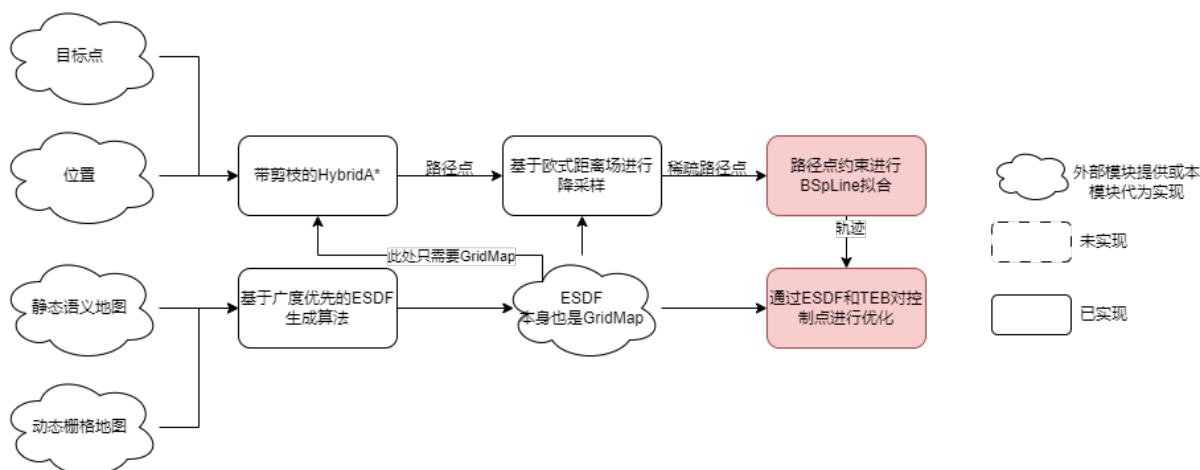 目标点
位置
带剪枝的HybridA*
路径点
基于欧式距离场进行
降采样
稀疏路径点
路径点约束进行
BSpLine拟合
外部模块提供或本
模块代为实现
轨迹
未实现
此处只需要GridMap
静态语义地图
基于广度优先的ESDF
生成算法
ESDF
本身也是GridMap
通过ESDF和TEB对控
制点进行优化
已实现
动态栅格地图